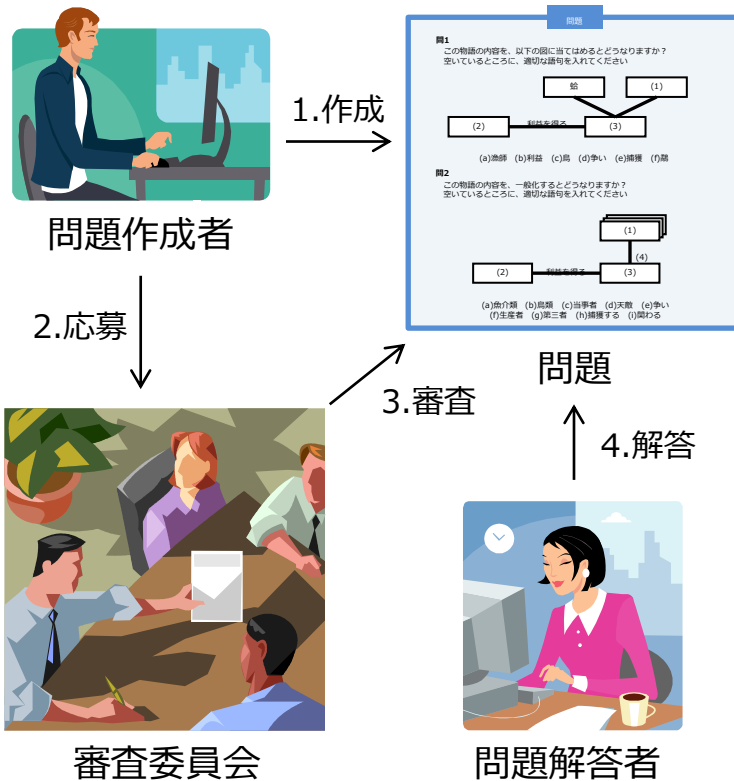 問題
問1
この物語の内容を、以下の図に当てはめるとどうなりますか？
空いているところに、適切な語句を入れてください
蛤
(1)
(2)
利益を得る
(3)
(a)漁師 (b)利益 (c)鳥 (d)争い (e)捕獲 (f)鷸
問2
この物語の内容を、一般化するとどうなりますか？
空いているところに、適切な語句を入れてください
(1)
(4)
(2)
利益を得る
(3)
(a)魚介類 (b)鳥類 (c)当事者 (d)天敵 (e)争い
(f)生産者 (g)第三者 (h)捕獲する (i)関わる
1.作成
問題作成者
2.応募
問題
3.審査
4.解答
審査委員会
問題解答者